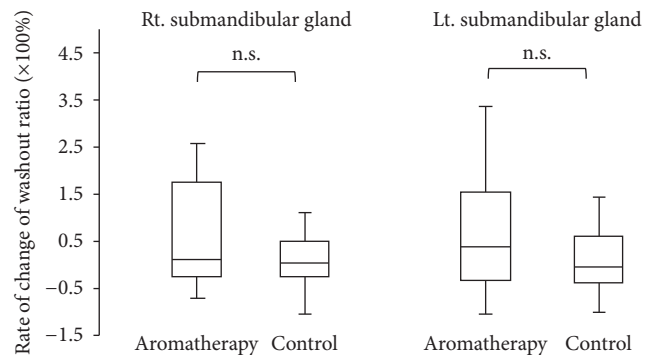 Rt. submandibular gland
Lt. submandibular gland
n.s.
n.s.
Rate of change of washout ratio (×100%)
4.5
3.5
2.5
1.5
0.5
−0.5
−1.5
Aromatherapy Control
Aromatherapy Control